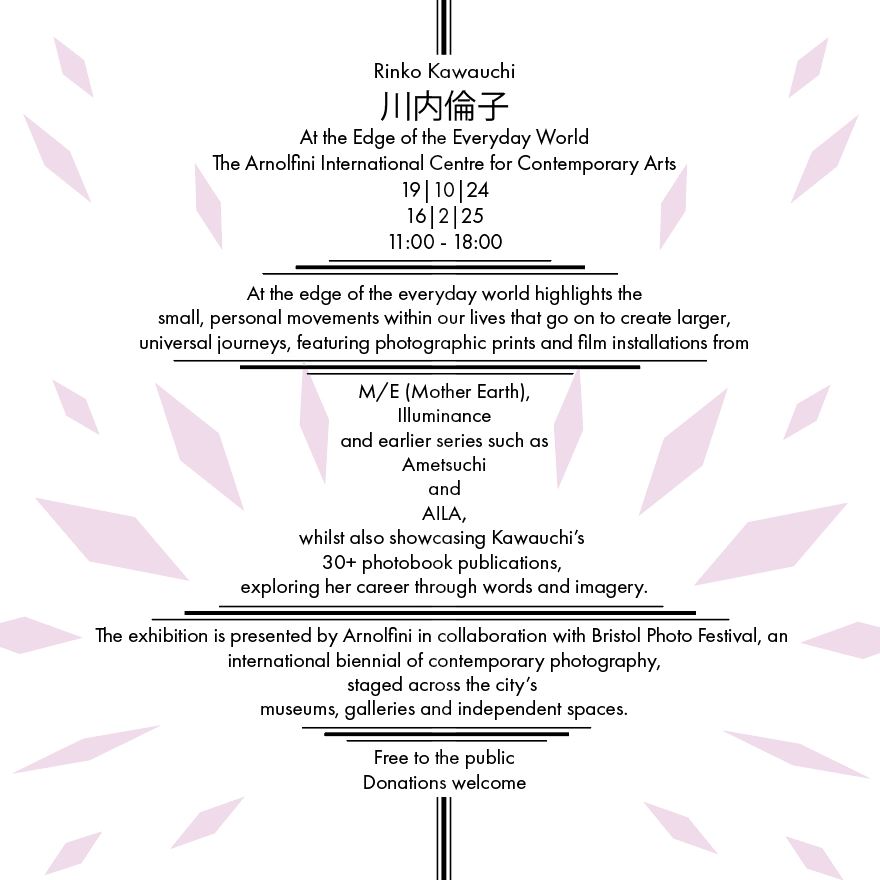 Rinko Kawauchi
川内倫子
At the Edge of the Everyday World
The Arnolfini International Centre for Contemporary Arts
19|10|24
16|2|25
11:00 - 18:00
At the edge of the everyday world highlights the
small, personal movements within our lives that go on to create larger,
universal journeys, featuring photographic prints and film installations from
M/E (Mother Earth),
Illuminance
and earlier series such as
Ametsuchi
and
AILA,
whilst also showcasing Kawauchi's
30+ photobook publications,
exploring her career through words and imagery.
The exhibition is presented by Arnolfini in collaboration with Bristol Photo Festival, an
international biennial of contemporary photography,
staged across the city's
museums, galleries and independent spaces.
Free to the public
Donations welcome